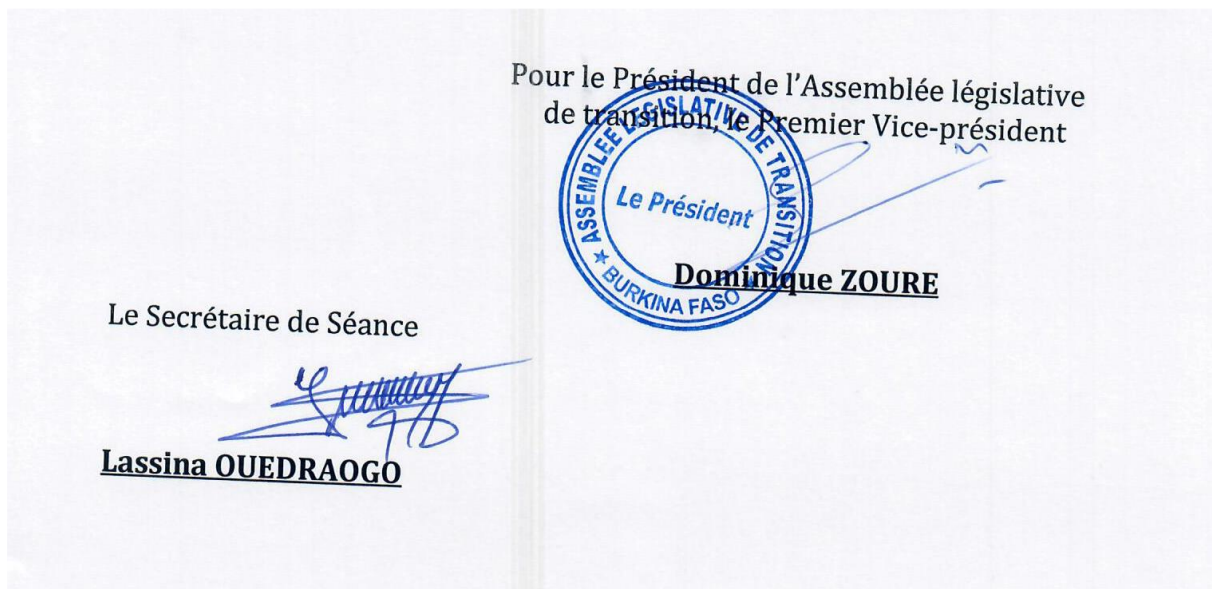 Pour le Président de l'Assemblée législative
de transition, le Premier Vice-président
ASSEMBLEE LEGISLATIVE DE TRANSITION
Le Président
★ BURKINA FASO ★
Dominique ZOURE
Le Secrétaire de Séance
Lassina OUEDRAOGO